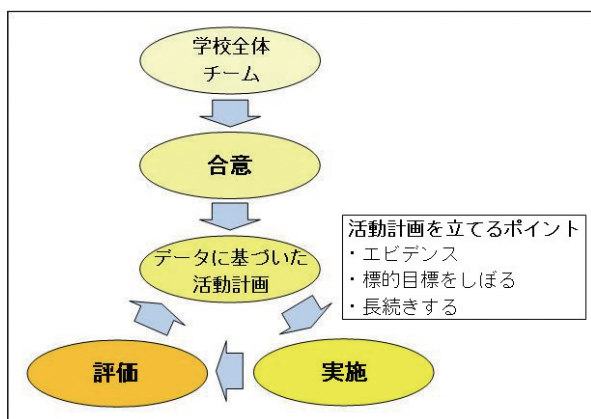 学校全体
チーム
合意
データに基づいた
活動計画
活動計画を立てるポイント
・エビデンス
・標的目標をしぼる
・長続きする
評価
実施